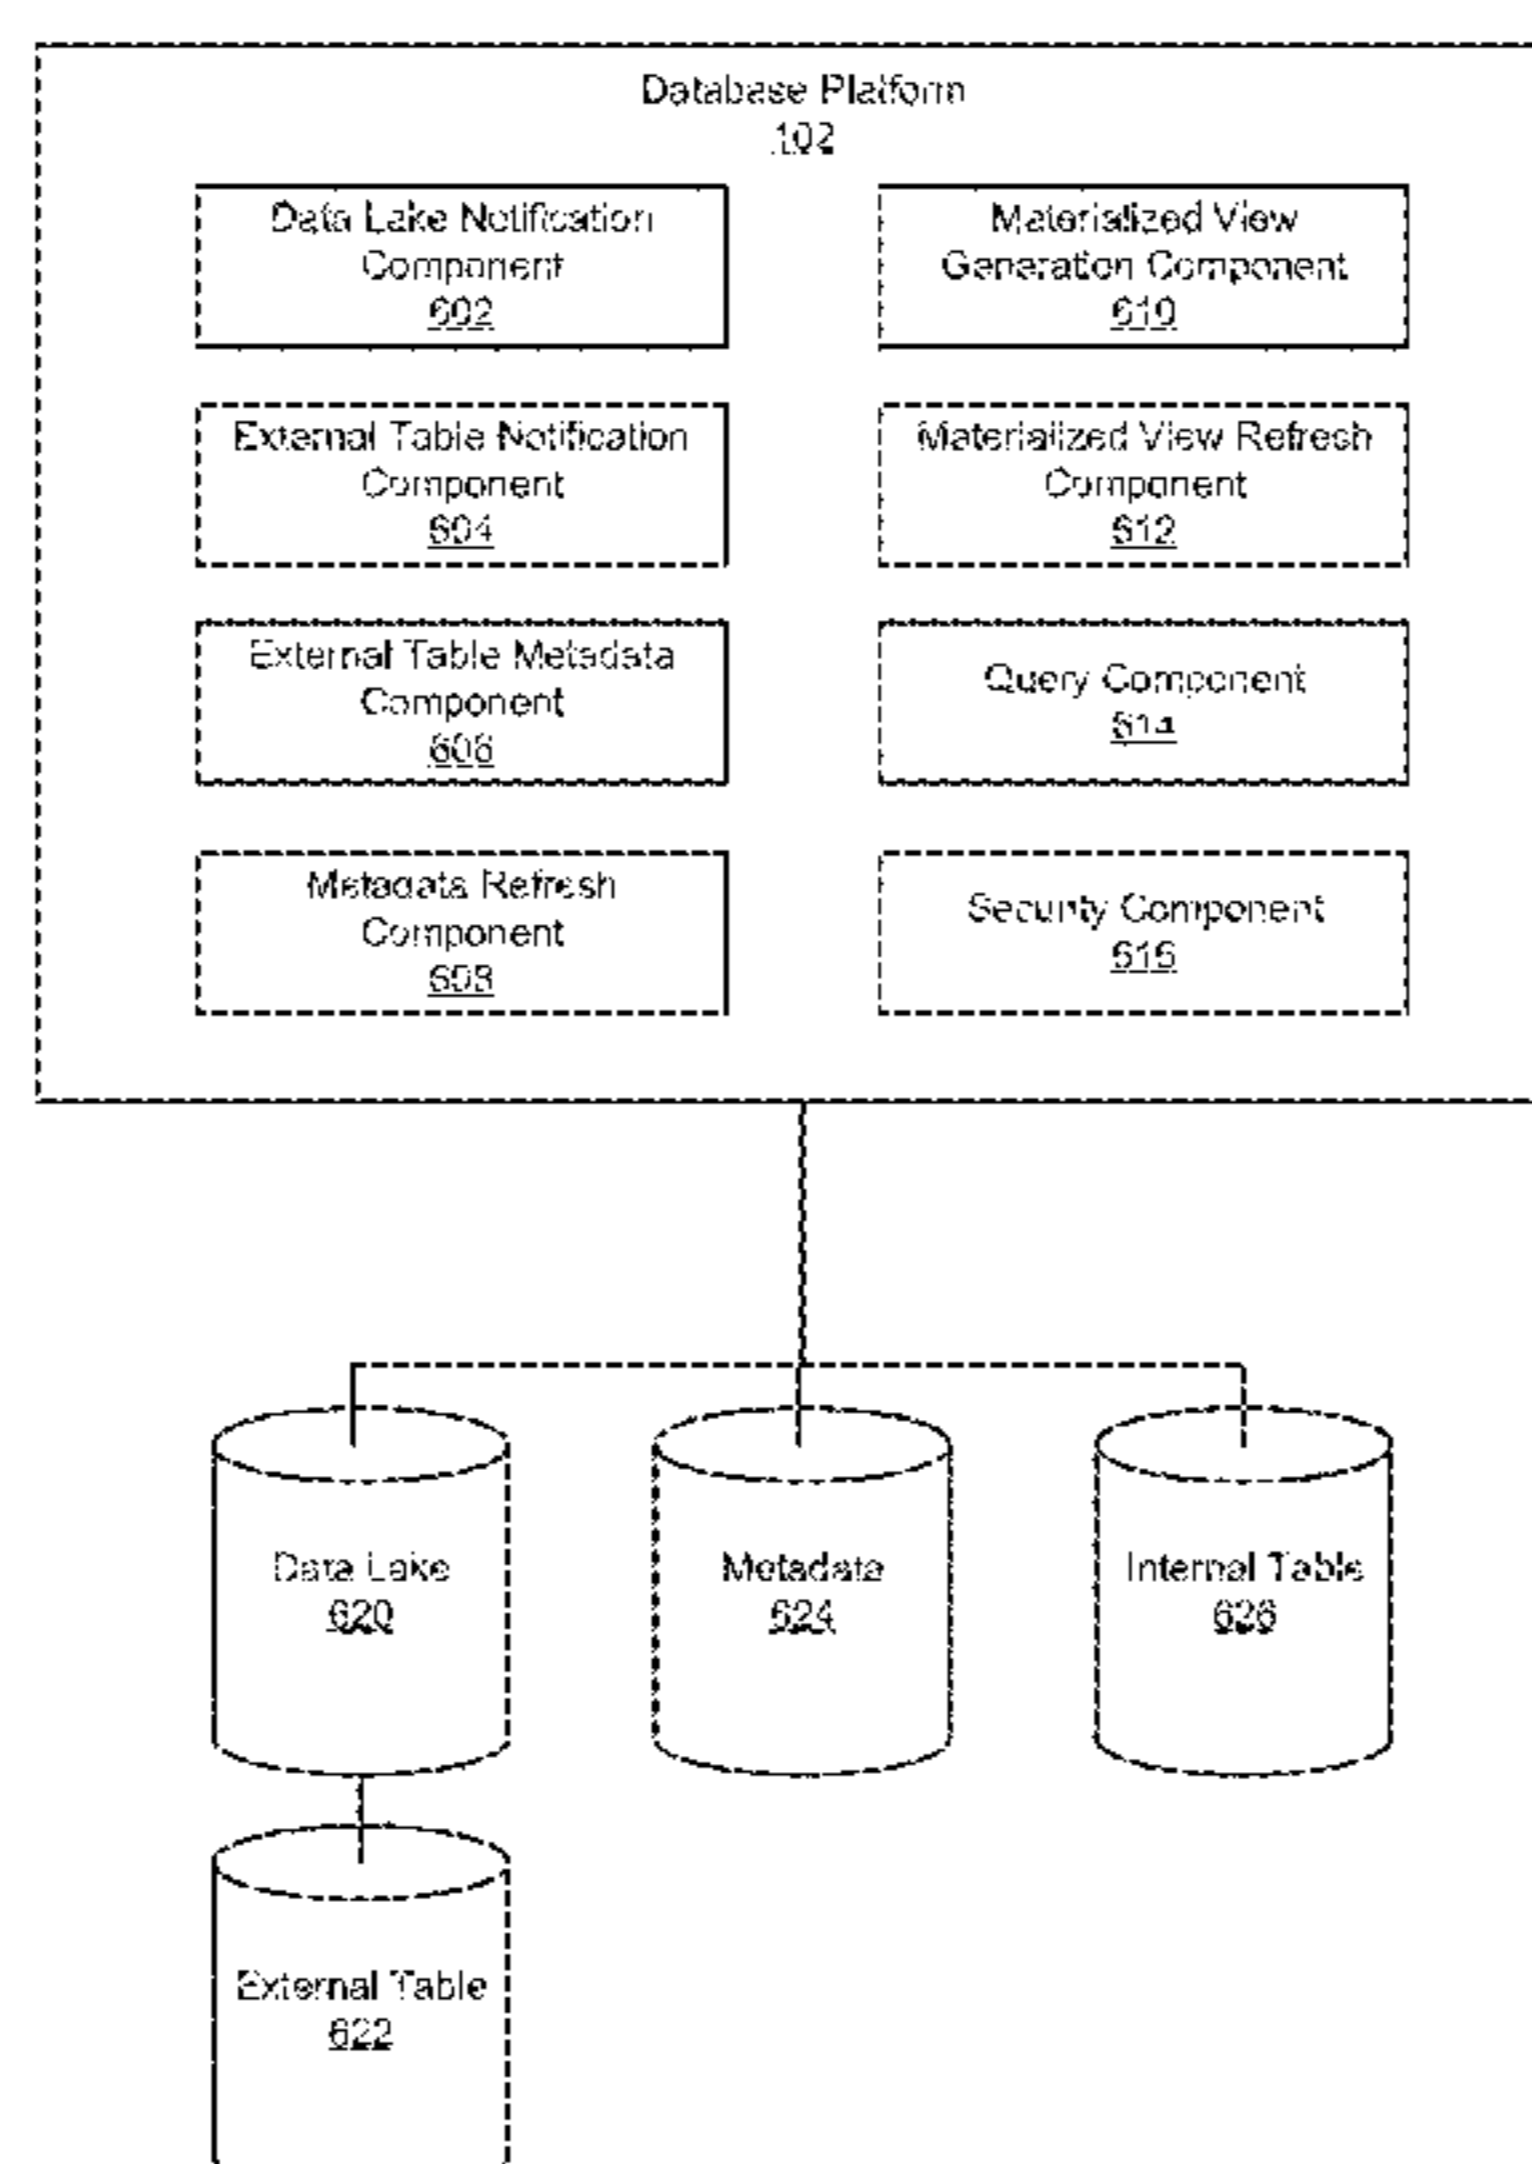 Database Platform
102
Data Lake Notification
Component
602
Materialized View
Generation Component
610
External Table Notification
Component
604
Materialized View Refresh
Component
612
External Table Metadata
Component
606
Query Component
614
Metadata Refresh
Component
608
Security Component
616
Data Lake
620
Metadata
624
Internal Table
626
External Table
622